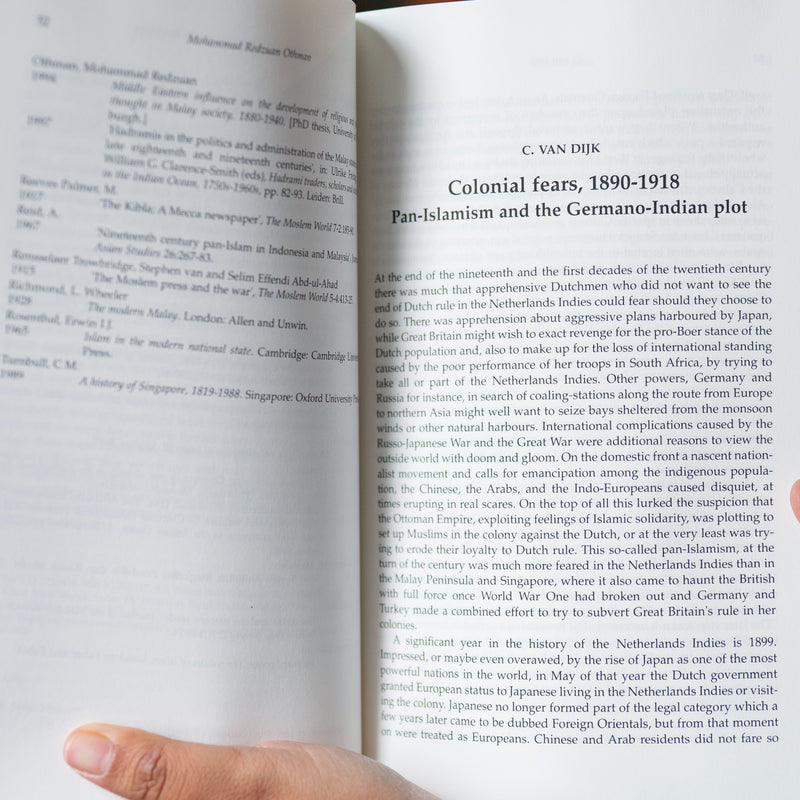 92
Mohammad Redzuan Othman
Othman, Mohammad Redzuan
Middle Eastern influence on the development of religious and
thought in Malay society, 1880-1940. [PhD thesis, University of
burgh.]
1997
'Hadramis in the politics and administration of the Malay states
late eighteenth and nineteenth centuries', in: Ulrike
William G. Clarence-Smith (eds), Hadrami traders, scholars and
in the Indian Ocean, 1750s-1960s, pp. 82-93. Leiden: Brill.
Reeves Palmer, M.
'The Kibla; A Mecca newspaper', The Moslem World 7-2:185-90.
Reid, A.
1967
'Nineteenth century pan-Islam in Indonesia and Malaysia',
Asian Studies 26:267-83.
Ronssalaer Trowbridge, Stephen van and Selim Effendi Abd-ul-Ahad
1915
'The Moslem press and the war', The Moslem World 5-4:413-25.
Richmond, L. Wheeler
1926
The modern Malay. London: Allen and Unwin.
Rosenthal, Erwin I.J.
1965
Islam in the modern national state. Cambridge: Cambridge
Press.
Turnbull, C.M.
1989
A history of Singapore, 1819-1988. Singapore: Oxford University
C. VAN DIJK
Colonial fears, 1890-1918
Pan-Islamism and the Germano-Indian plot
At the end of the nineteenth and the first decades of the twentieth century
there was much that apprehensive Dutchmen who did not want to see the
end of Dutch rule in the Netherlands Indies could fear should they choose to
do so. There was apprehension about aggressive plans harboured by Japan,
while Great Britain might wish to exact revenge for the pro-Boer stance of the
Dutch population and, also to make up for the loss of international standing
caused by the poor performance of her troops in South Africa, by trying to
take all or part of the Netherlands Indies. Other powers, Germany and
Russia for instance, in search of coaling-stations along the route from Europe
to northern Asia might well want to seize bays sheltered from the monsoon
winds or other natural harbours. International complications caused by the
Russo-Japanese War and the Great War were additional reasons to view the
outside world with doom and gloom. On the domestic front a nascent nation-
alist movement and calls for emancipation among the indigenous popula-
tion, the Chinese, the Arabs, and the Indo-Europeans caused disquiet, at
times erupting in real scares. On the top of all this lurked the suspicion that
the Ottoman Empire, exploiting feelings of Islamic solidarity, was plotting to
set up Muslims in the colony against the Dutch, or at the very least was try-
ing to erode their loyalty to Dutch rule. This so-called pan-Islamism, at the
turn of the century was much more feared in the Netherlands Indies than in
the Malay Peninsula and Singapore, where it also came to haunt the British
with full force once World War One had broken out and Germany and
Turkey made a combined effort to try to subvert Great Britain's rule in her
colonies.
A significant year in the history of the Netherlands Indies is 1899.
Impressed, or maybe even overawed, by the rise of Japan as one of the most
powerful nations in the world, in May of that year the Dutch government
granted European status to Japanese living in the Netherlands Indies or visit-
ing the colony. Japanese no longer formed part of the legal category which a
few years later came to be dubbed Foreign Orientals, but from that moment
on were treated as Europeans. Chinese and Arab residents did not fare so